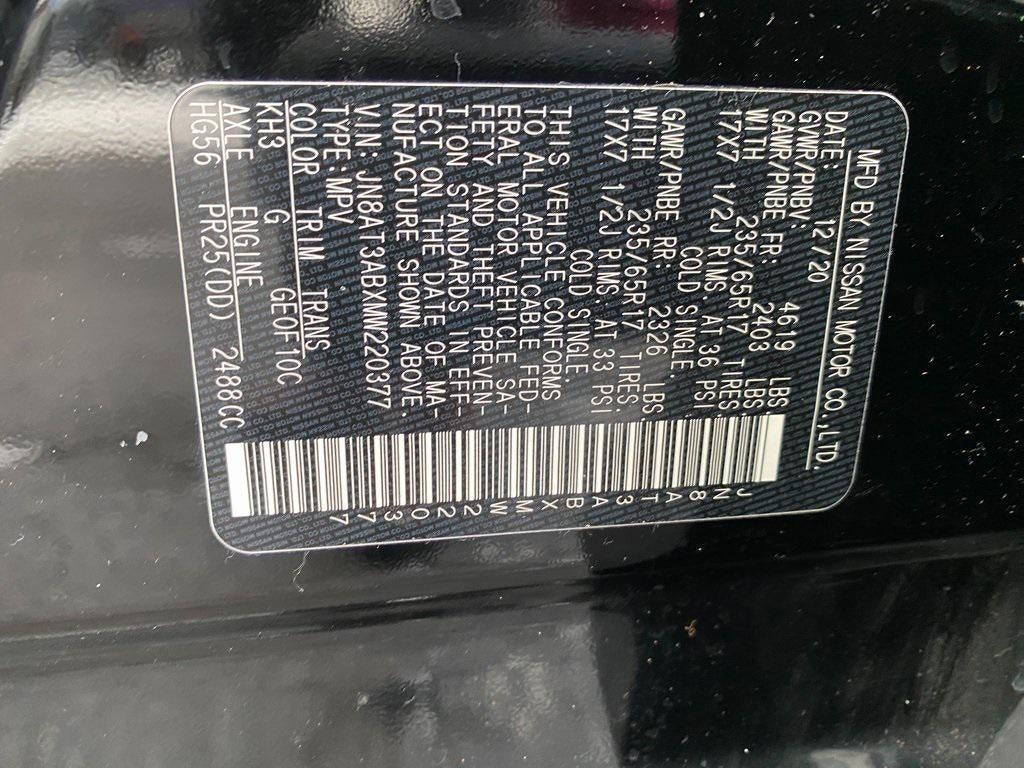 MFD BY NISSAN MOTOR CO.,LTD.
DATE: 12/20
GVWR/PNBV: 4619 LBS
GAWR/PNBE FR: 2403 LBS
WITH 235/65R17 TIRES,
17X7 1/2J RIMS, AT 36 PSI
COLD SINGLE.
GAWR/PNBE RR: 2326 LBS
WITH 235/65R17 TIRES,
17X7 1/2J RIMS, AT 33 PSI
COLD SINGLE.
THIS VEHICLE CONFORMS
TO ALL APPLICABLE FED-
ERAL MOTOR VEHICLE SA-
FETY AND THEFT PREVEN-
TION STANDARDS IN EFF-
ECT ON THE DATE OF MA-
NUFACTURE SHOWN ABOVE.
VIN: JN8AT3ABXMW220377
TYPE:MPV
COLOR TRIM TRANS
KH3 G GEOF10C
AXLE ENGINE
HG56 PR25(DD) 2488CC
JN8AT3ABXMW220377